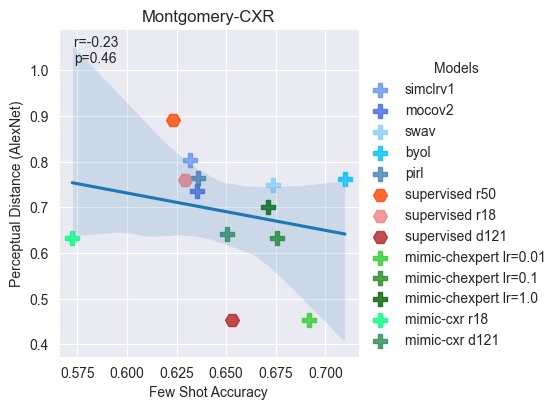 Montgomery-CXR
r=-0.23
p=0.46
Perceptual Distance (AlexNet)
1.0
0.9
0.8
0.7
0.6
0.5
0.4
0.575 0.600 0.625 0.650 0.675 0.700
Few Shot Accuracy
Models
simclrv1
mocov2
swav
byol
pirl
supervised r50
supervised r18
supervised d121
mimic-chexpert lr=0.01
mimic-chexpert lr=0.1
mimic-chexpert lr=1.0
mimic-cxr r18
mimic-cxr d121